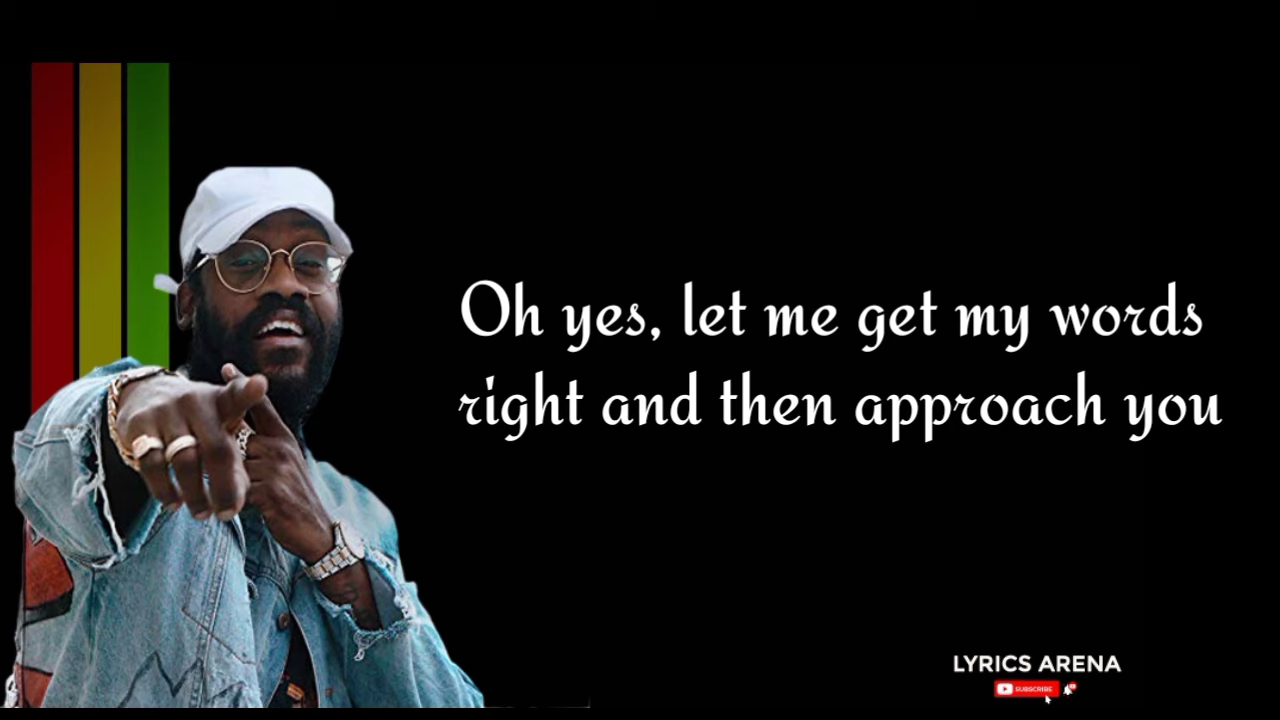 Oh yes, let me get my words
right and then approach you
LYRICS ARENA
SUBSCRIBE